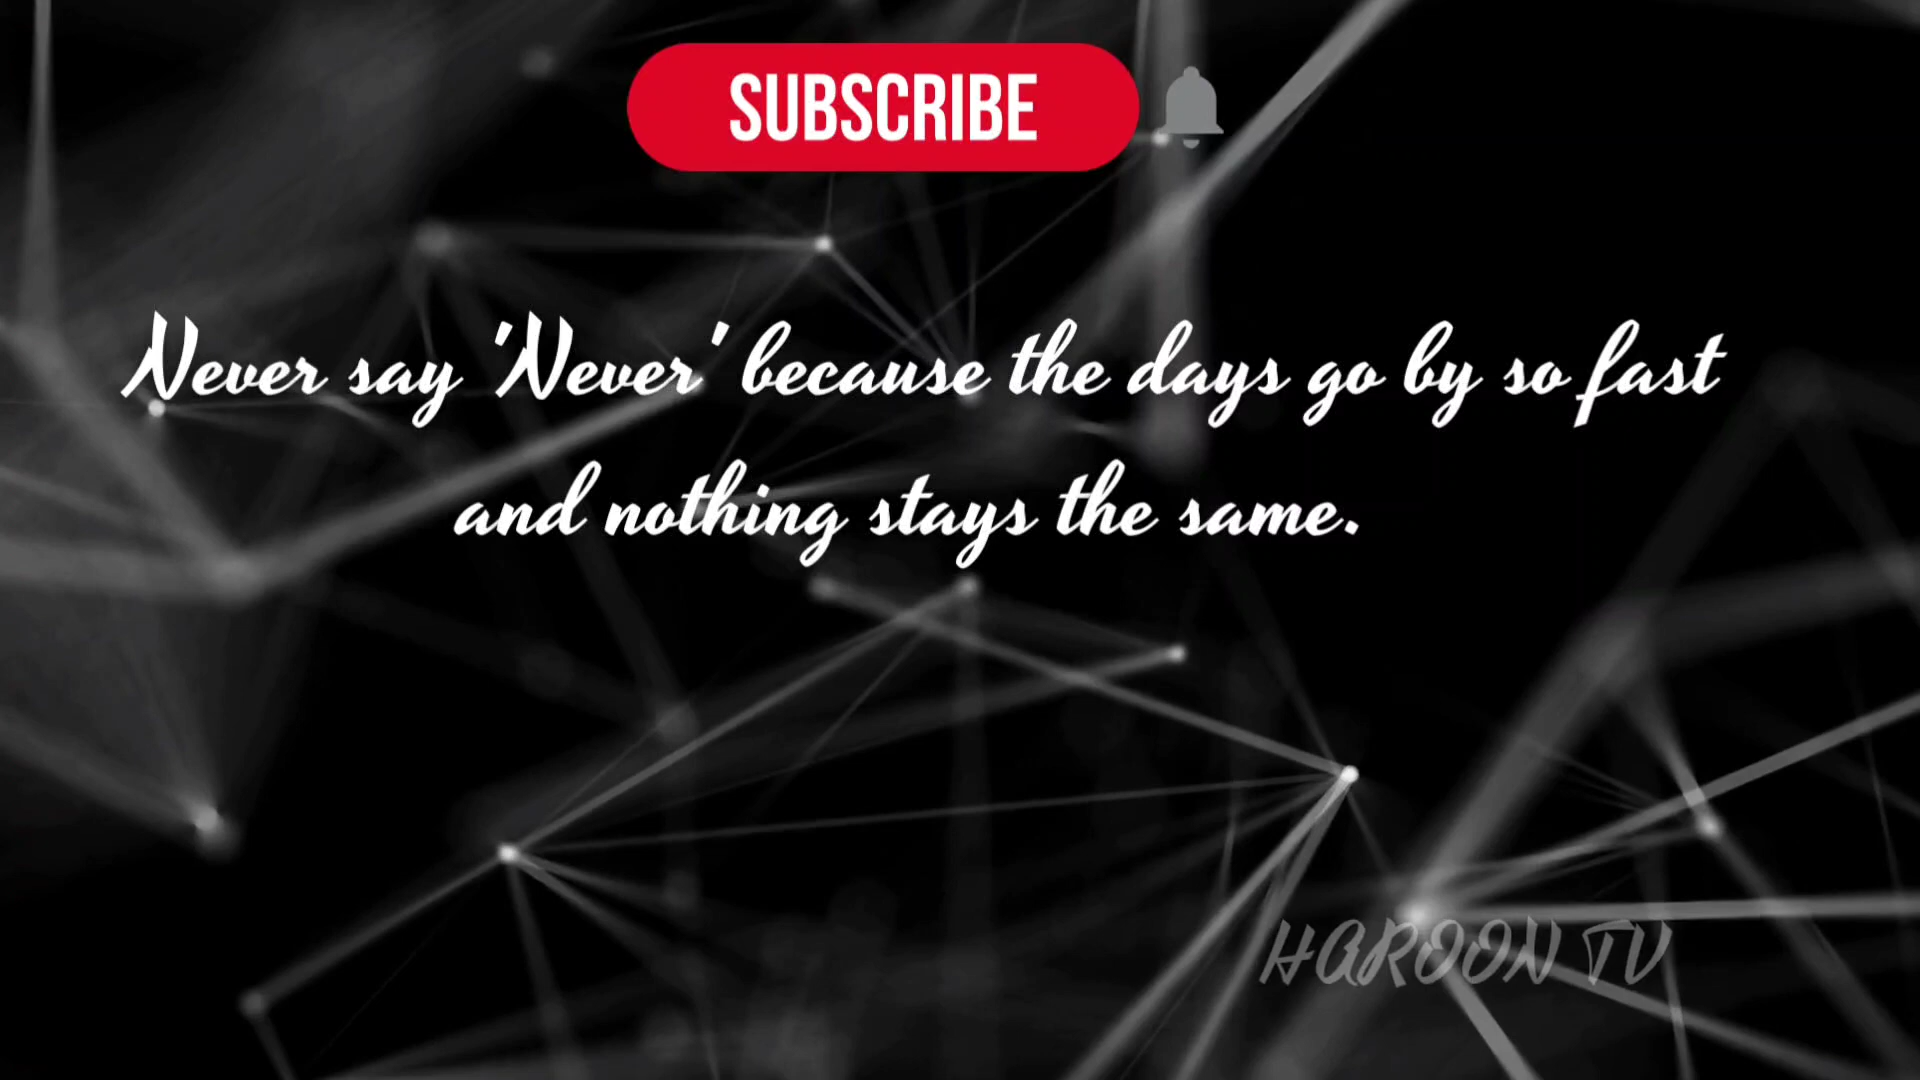 SUBSCRIBE
Never say 'Never' because the days go by so fast
and nothing stays the same.
HAROON TV